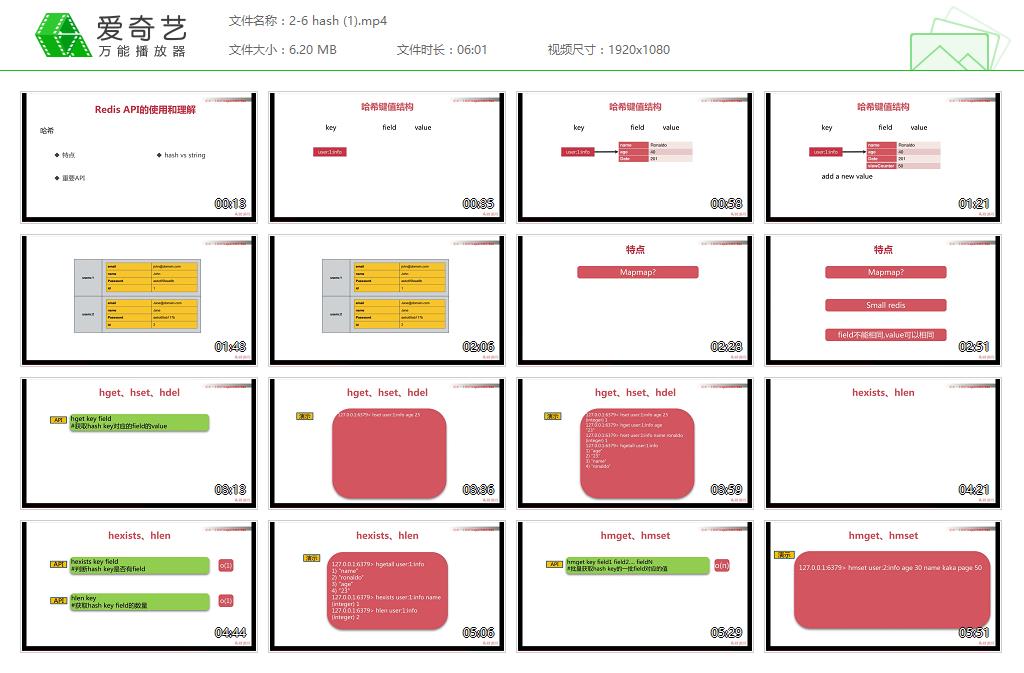 爱奇艺
万能播放器
文件名称：2-6 hash (1).mp4
文件大小：6.20 MB 文件时长：06:01 视频尺寸：1920x1080
Redis API的使用和理解
哈希
◆ 特点 ◆ hash vs string
◆ 重要API
00:13
哈希键值结构
key field value
user:1:info
00:35
哈希键值结构
key field value
user:1:info
name Ronaldo
age 40
Date 201
00:58
哈希键值结构
key field value
user:1:info
name Ronaldo
age 40
Date 201
viewCounter 50
add a new value
01:21
users:1
email john@domain.com
name John
Password
id 1
users:2
email Jane@domain.com
name Jane
Password
id 2
01:43
users:1
email john@domain.com
name John
Password
id 1
users:2
email Jane@domain.com
name Jane
Password
id 2
02:06
特点
Mapmap?
02:28
特点
Mapmap?
Small redis
field不能相同,value可以相同
02:51
hget、hset、hdel
API
hget key field
#获取hash key对应的field的value
03:13
hget、hset、hdel
演示
127.0.0.1:6379> hset user:1:info age 23
03:36
hget、hset、hdel
演示
127.0.0.1:6379> hset user:1:info age 23
(integer) 1
127.0.0.1:6379> hget user:1:info age
"23"
127.0.0.1:6379> hset user:1:info name ronaldo
(integer) 1
127.0.0.1:6379> hgetall user:1:info
1) "age"
2) "23"
3) "name"
4) "ronaldo"
03:59
hexists、hlen
04:21
hexists、hlen
API
hexists key field
#判断hash key是否有field
o(1)
API
hlen key
#获取hash key field的数量
o(1)
04:44
hexists、hlen
演示
127.0.0.1:6379> hgetall user:1:info
1) "name"
2) "ronaldo"
3) "age"
4) "23"
127.0.0.1:6379> hexists user:1:info name
(integer) 1
127.0.0.1:6379> hlen user:1:info
(integer) 2
05:06
hmget、hmset
API
hmget key field1 field2... fieldN
#批量获取hash key的一批field对应的值
o(n)
05:29
hmget、hmset
演示
127.0.0.1:6379> hmset user:2:info age 30 name kaka page 50
05:51